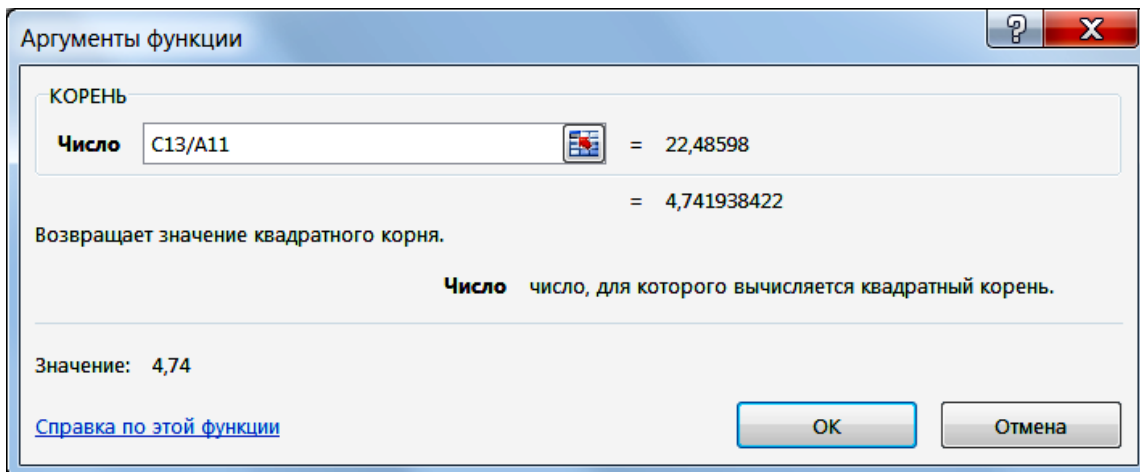 Аргументы функции
КОРЕНЬ
Число C13/A11 = 22,48598
= 4,741938422
Возвращает значение квадратного корня.
Число число, для которого вычисляется квадратный корень.
Значение: 4,74
Справка по этой функции
ОК Отмена